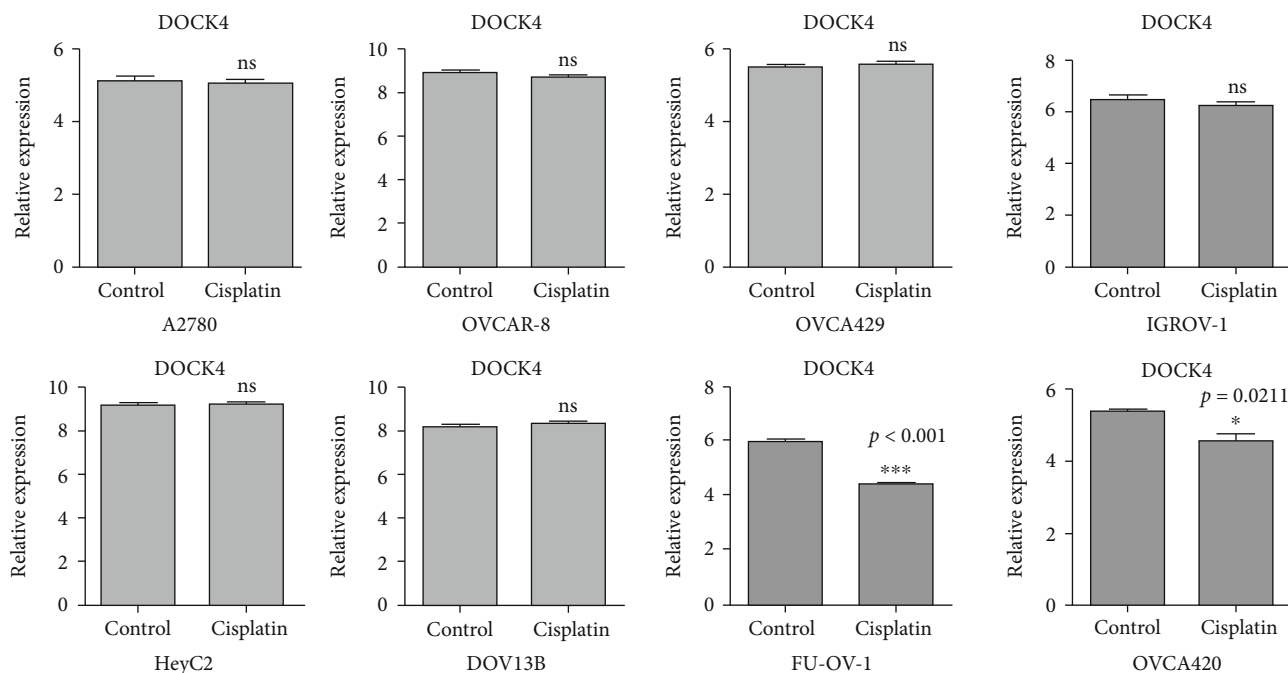 DOCK4
6
4
2
0
Relative expression
ns
Control Cisplatin
A2780
DOCK4
10
8
6
4
2
0
Relative expression
ns
Control Cisplatin
OVCAR-8
DOCK4
6
4
2
0
Relative expression
ns
Control Cisplatin
OVCA429
DOCK4
8
6
4
2
0
Relative expression
ns
Control Cisplatin
IGROV-1
DOCK4
10
8
6
4
2
0
Relative expression
ns
Control Cisplatin
HeyC2
DOCK4
10
8
6
4
2
0
Relative expression
ns
Control Cisplatin
DOV13B
DOCK4
8
6
4
2
0
Relative expression
p < 0.001
***
Control Cisplatin
FU-OV-1
DOCK4
6
4
2
0
Relative expression
p = 0.0211
*
Control Cisplatin
OVCA420